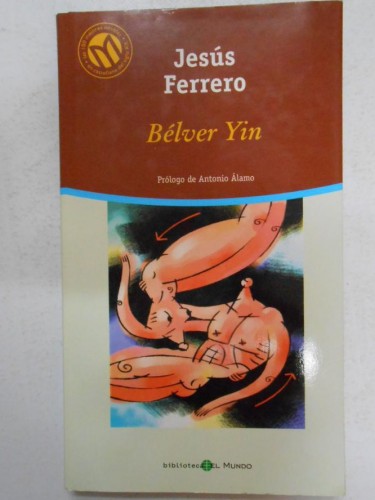 Jesús
Ferrero
Bélver Yin
Prólogo de Antonio Álamo
biblioteca EL MUNDO